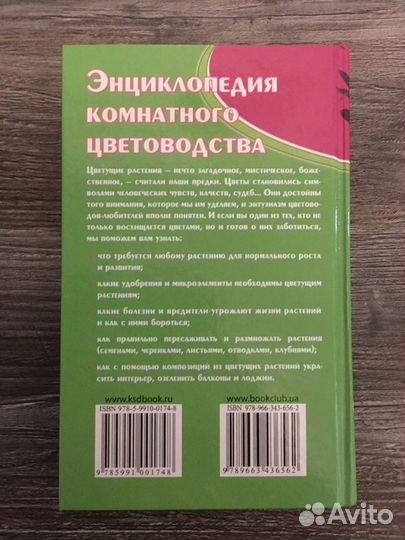 Энциклопедия
комнатного
цветоводства
Цветущие растения — нечто загадочное, мистическое, боже-
ственное, — считали наши предки. Цветы становились сим-
волами человеческих чувств, качеств, судеб... Они достойны
того внимания, которое мы им уделяем, и энтузиазм цветово-
дов-любителей вполне понятен. И если вы один из тех, кто не
только восхищается цветами, но и готов о них заботиться,
мы поможем вам узнать:
• что требуется любому растению для нормального роста
и развития;
• какие удобрения и микроэлементы необходимы цветущим
растениям;
• какие болезни и вредители угрожают жизни растений
и как с ними бороться;
• как правильно пересаживать и размножать растения
(семенами, черенками, листьями, отводками, клубнями);
• как с помощью композиций из цветущих растений укра-
сить интерьер, озеленить балконы и лоджии.
www.ksdbook.ru
ISBN 978-5-9910-0174-8
9 785991 001748
www.bookclub.ua
ISBN 978-966-343-656-2
9 789663 436562
Avito